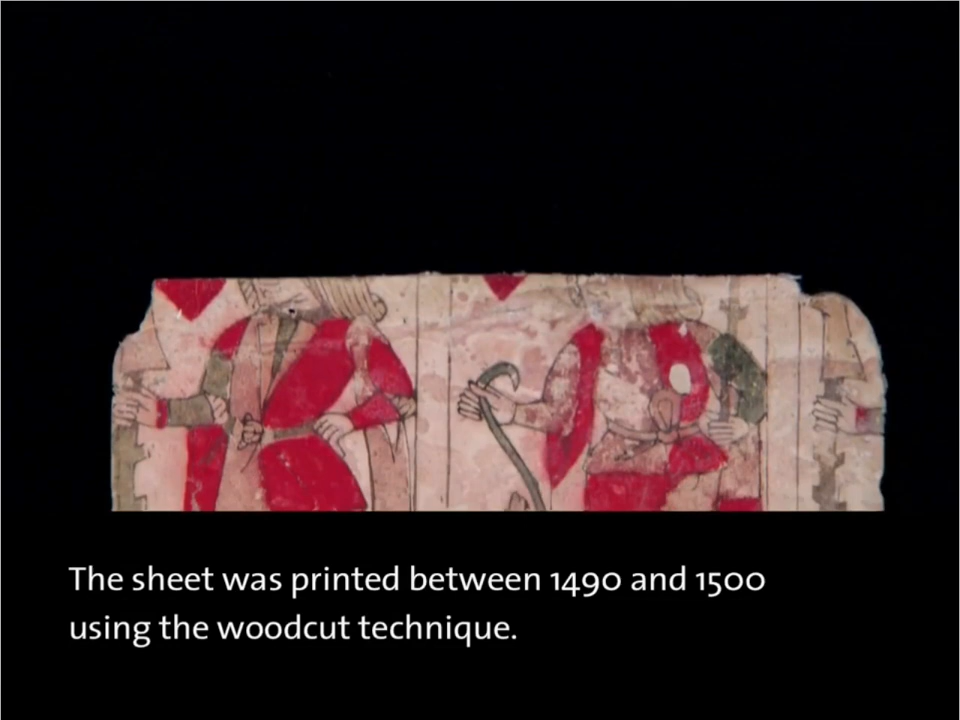 The sheet was printed between 1490 and 1500
using the woodcut technique.